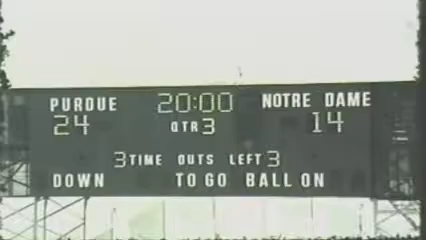 PURDUE 20:00 NOTRE DAME
24 QTR 3 14
3 TIME OUTS LEFT 3
DOWN TO GO BALL ON